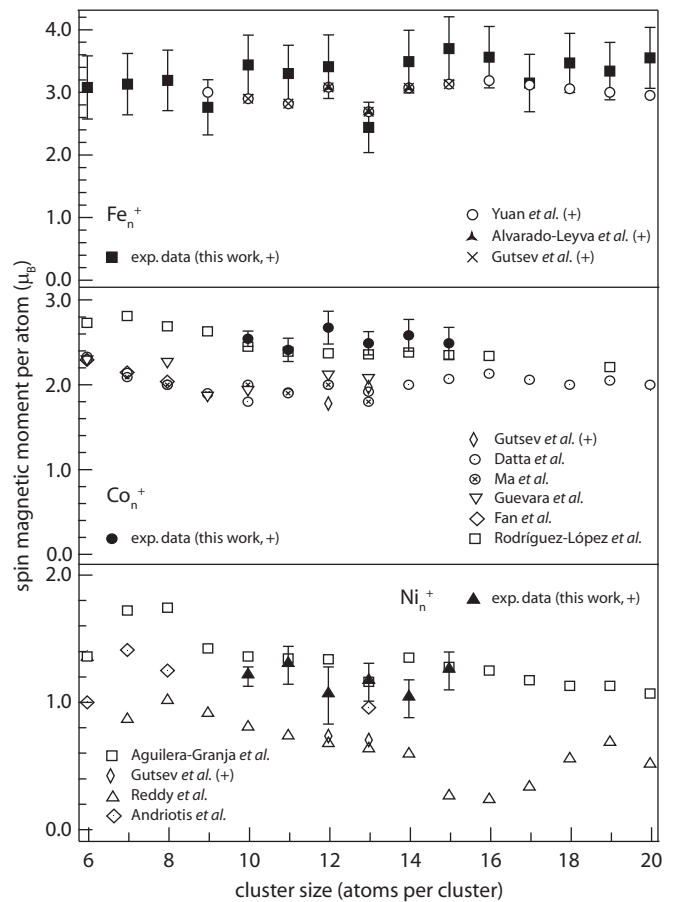 spin magnetic moment per atom (μB)
4.0
3.0
2.0
1.0
0.0
Fen+
exp. data (this work, +)
Yuan et al. (+)
Alvarado-Leyva et al. (+)
Gutsev et al. (+)
3.0
2.0
1.0
0.0
Con+
exp. data (this work, +)
Gutsev et al. (+)
Datta et al.
Ma et al.
Guevara et al.
Fan et al.
Rodríguez-López et al.
2.0
1.0
0.0
Nin+
exp. data (this work, +)
Aguilera-Granja et al.
Gutsev et al. (+)
Reddy et al.
Andriotis et al.
6 8 10 12 14 16 18 20
cluster size (atoms per cluster)